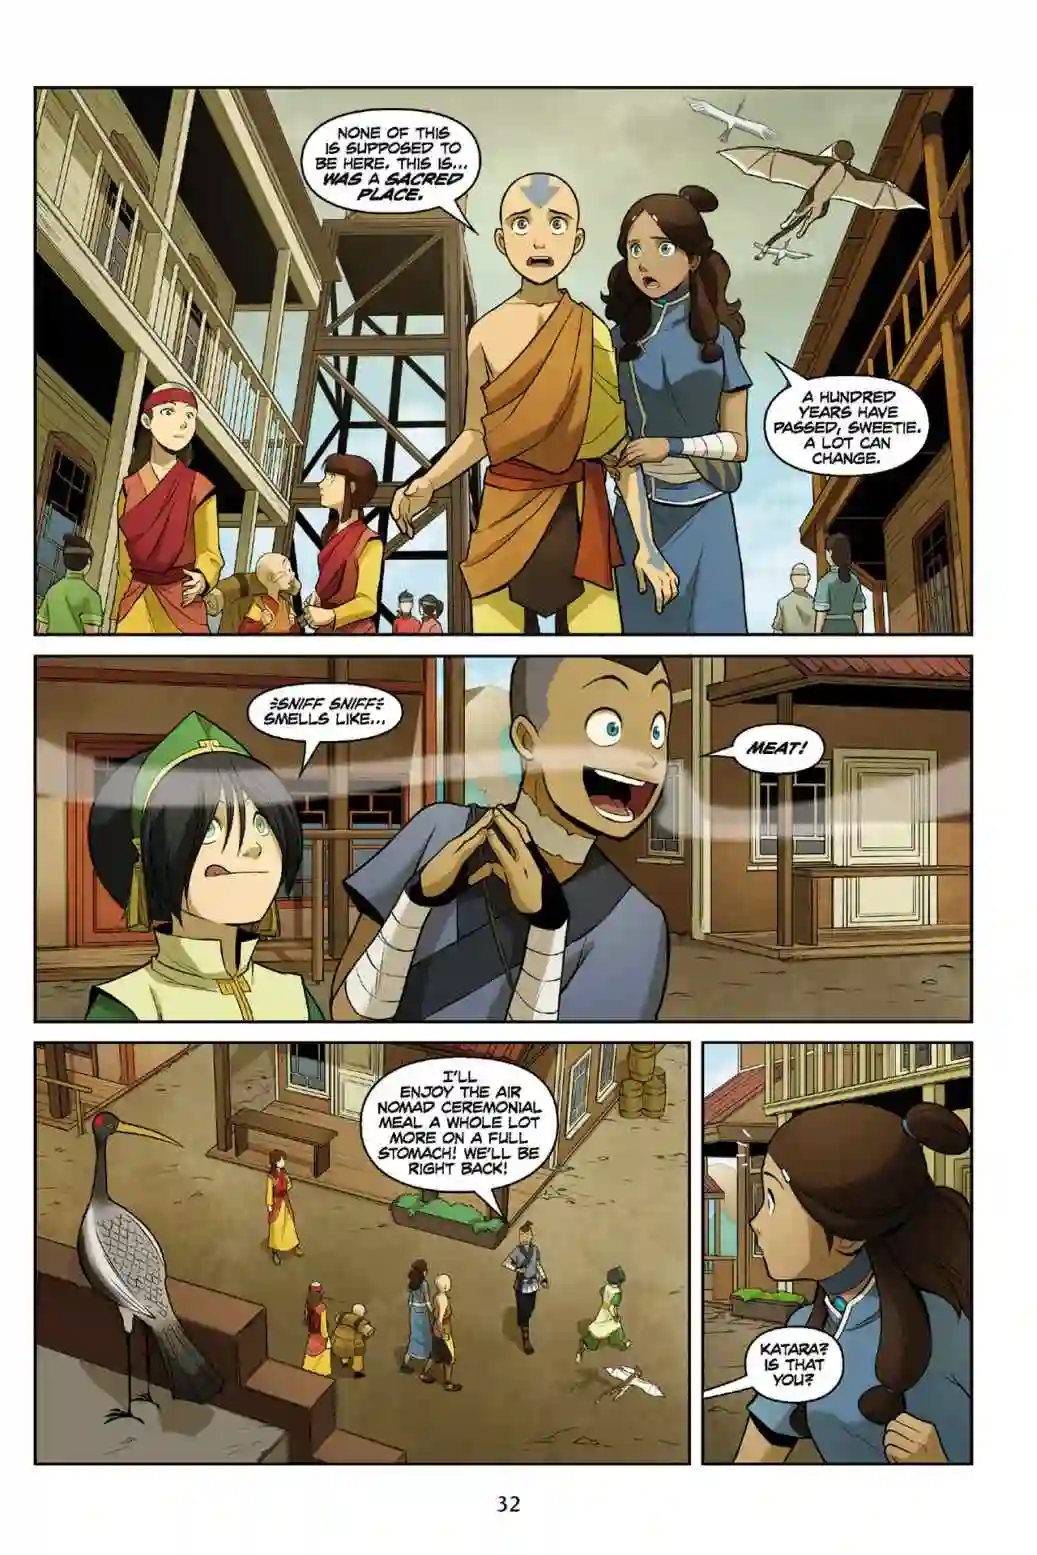 NONE OF THIS
IS SUPPOSED TO
BE HERE. THIS IS...
WAS A SACRED
PLACE.
A HUNDRED
YEARS HAVE
PASSED, SWEETIE.
A LOT CAN
CHANGE.
SNIFF SNIFF
SMELLS LIKE...
MEAT!
I'LL
ENJOY THE AIR
NOMAD CEREMONIAL
MEAL A WHOLE LOT
MORE ON A FULL
STOMACH! WE'LL BE
RIGHT BACK!
KATARA?
IS THAT
YOU?
32